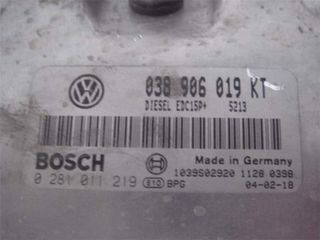 038 906 019 KT
DIESEL EDC15P+ 5213
BOSCH
Made in Germany
1039S02920 1128 0398
0 281 011 219 e10 BPG 04-02-18